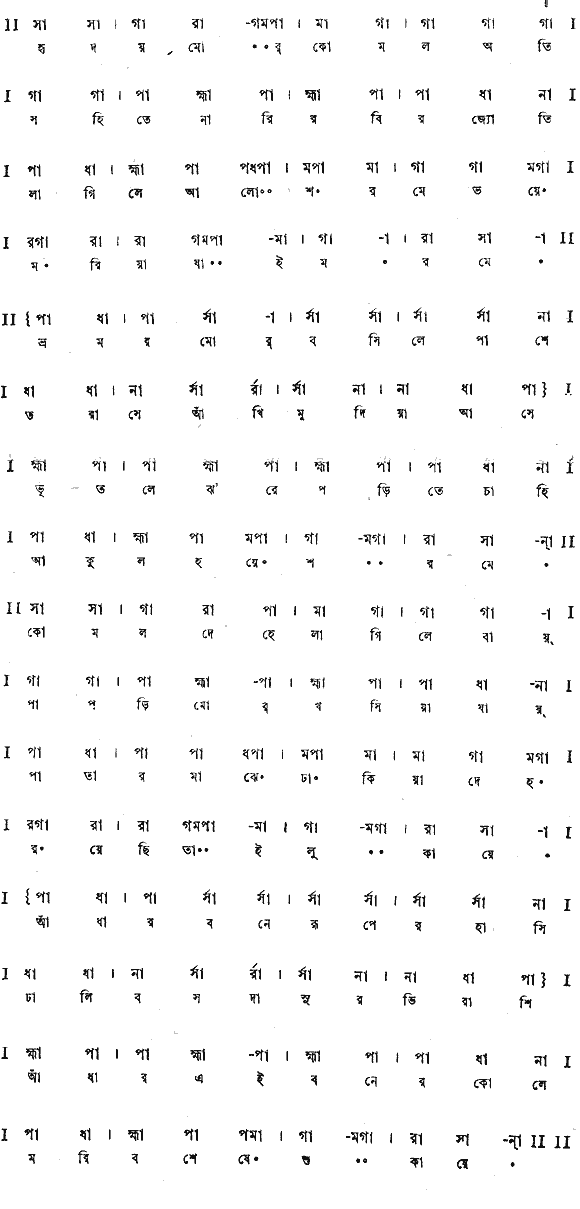 II সা সা । গা রা -গমপা । মা গা । গা গা গা I
হৃ দ য় মো ∘∘র্ কো ম ল অ তি
I গা গা । পা হ্মা পা । হ্মা পা । পা ধা না I
স হি তে না রি র বি র জ্যো তি
I পা ধা । হ্মা পা পধপা । মপা মা । গা গা মগা I
লা গি লে আ লো∘∘ শ∘ র মে ভ য়ে∘
I রগা রা । রা গমপা -মা । গা -া । রা সা -া II
ম∘ রি য়া যা∘∘ ই ম ∘ র মে ∘
II {পা ধা । পা র্সা -া । র্সা র্সা । র্সা র্সা না I
ভ্র ম র মো র্ ব সি লে পা শে
I ধা ধা । না র্সা র্রা । র্সা না । না ধা পা} I
ত রা সে আঁ খি মু দি য়া আ সে
I হ্মা পা । পা হ্মা পা । হ্মা পা । পা ধা না I
ভূ ত লে ঝ’ রে প ড়ি তে চা হি
I পা ধা । হ্মা পা মপা । গা -মগা । রা সা -ন্া II
আ কু ল হ য়ে∘ শ ∘∘ র মে ∘
II সা সা । গা রা পা । মা গা । গা গা -া I
কো ম ল দে হে লা গি লে বা য়্
I গা গা । পা হ্মা -পা । হ্মা পা । পা ধা -না I
পা প ড়ি মো র্ খ সি য়া যা য়্
I পা ধা । পা পা ধপা । মপা মা । মা গা মগা I
পা তা র মা ঝে∘ ঢা∘ কি য়া দে হ∘
I রগা রা । রা গমপা -মা । গা -মগা । রা সা -া I
র∘ য়ে ছি তা∘∘ ই লু ∘∘ কা য়ে ∘
I {পা ধা । পা র্সা র্সা । র্সা র্সা । র্সা র্সা না I
আঁ ধা র ব নে রূ পে র হা সি
I ধা ধা । না র্সা র্রা । র্সা না । না ধা পা} I
ঢা লি ব স দা সু র ভি রা শি
I হ্মা পা । পা হ্মা -পা । হ্মা পা । পা ধা না I
আঁ ধা র এ ই ব নে র কো লে
I পা ধা । হ্মা পা পমা । গা -মগা । রা সা -ন্া II II
ম রি ব শে ষে∘ শু ∘∘ কা য়ে ∘